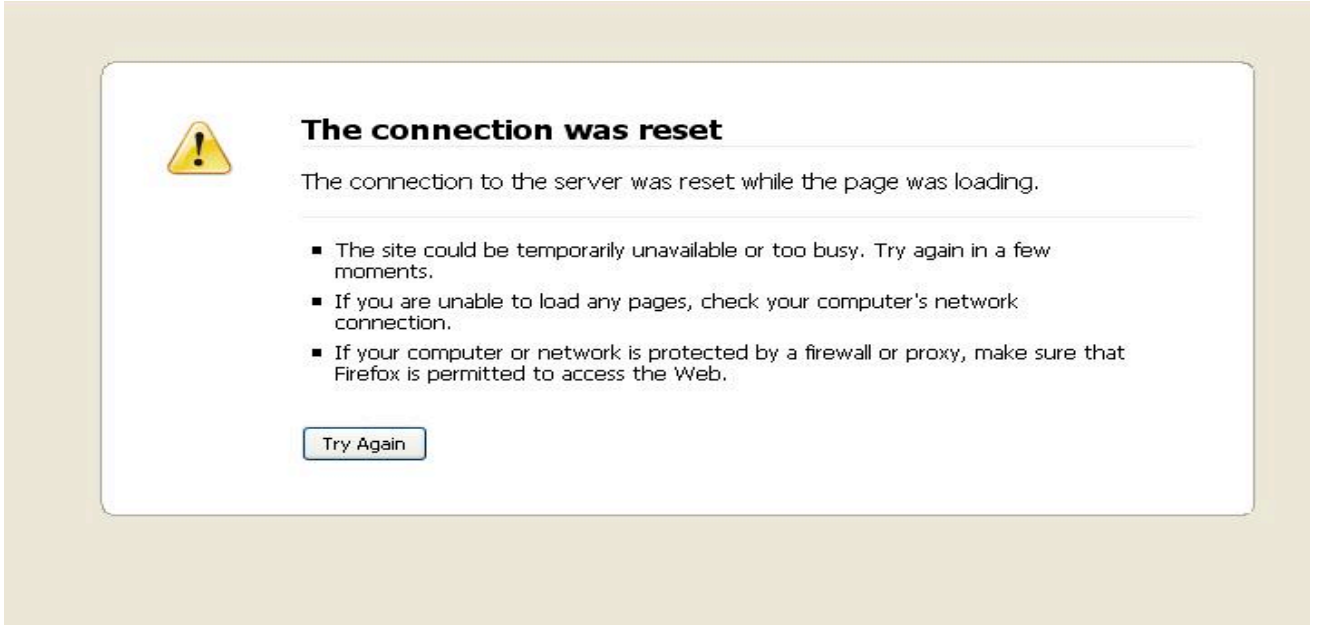 The connection was reset
The connection to the server was reset while the page was loading.
The site could be temporarily unavailable or too busy. Try again in a few
moments.
If you are unable to load any pages, check your computer's network
connection.
If your computer or network is protected by a firewall or proxy, make sure that
Firefox is permitted to access the Web.
Try Again